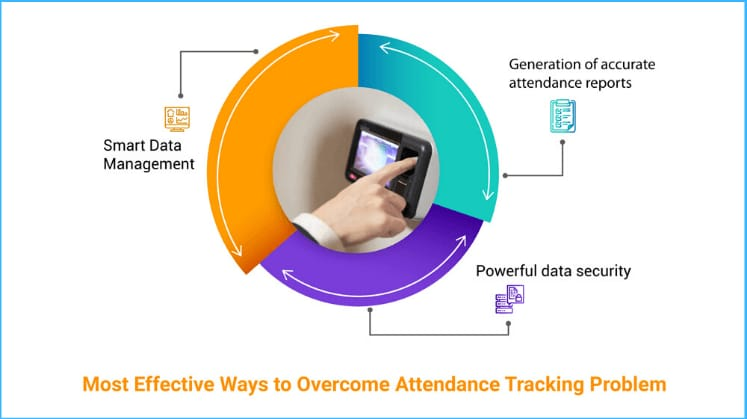 Generation of accurate
attendance reports
Smart Data
Management
Powerful data security
Most Effective Ways to Overcome Attendance Tracking Problem